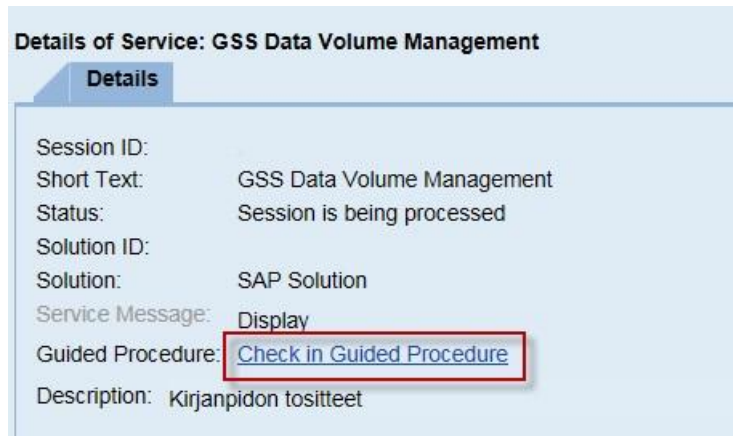 Details of Service: GSS Data Volume Management
Details
Session ID:
Short Text: GSS Data Volume Management
Status: Session is being processed
Solution ID:
Solution: SAP Solution
Service Message: Display
Guided Procedure: Check in Guided Procedure
Description: Kirjanpidon tositteet